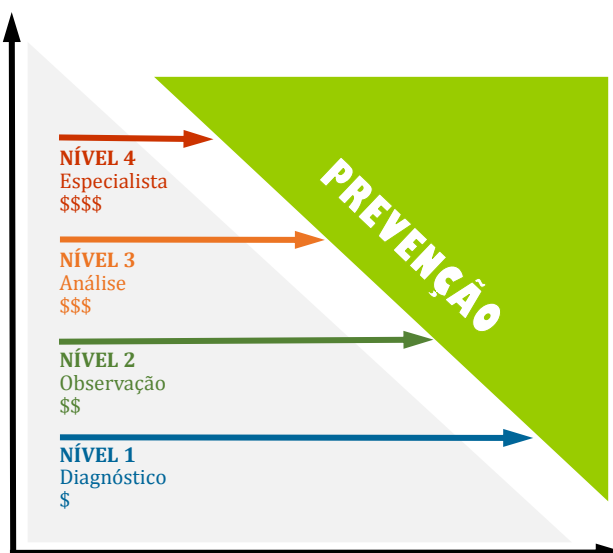 NÍVEL 4
Especialista
$$$$
PREVENÇÃO
NÍVEL 3
Análise
$$$
NÍVEL 2
Observação
$$
NÍVEL 1
Diagnóstico
$